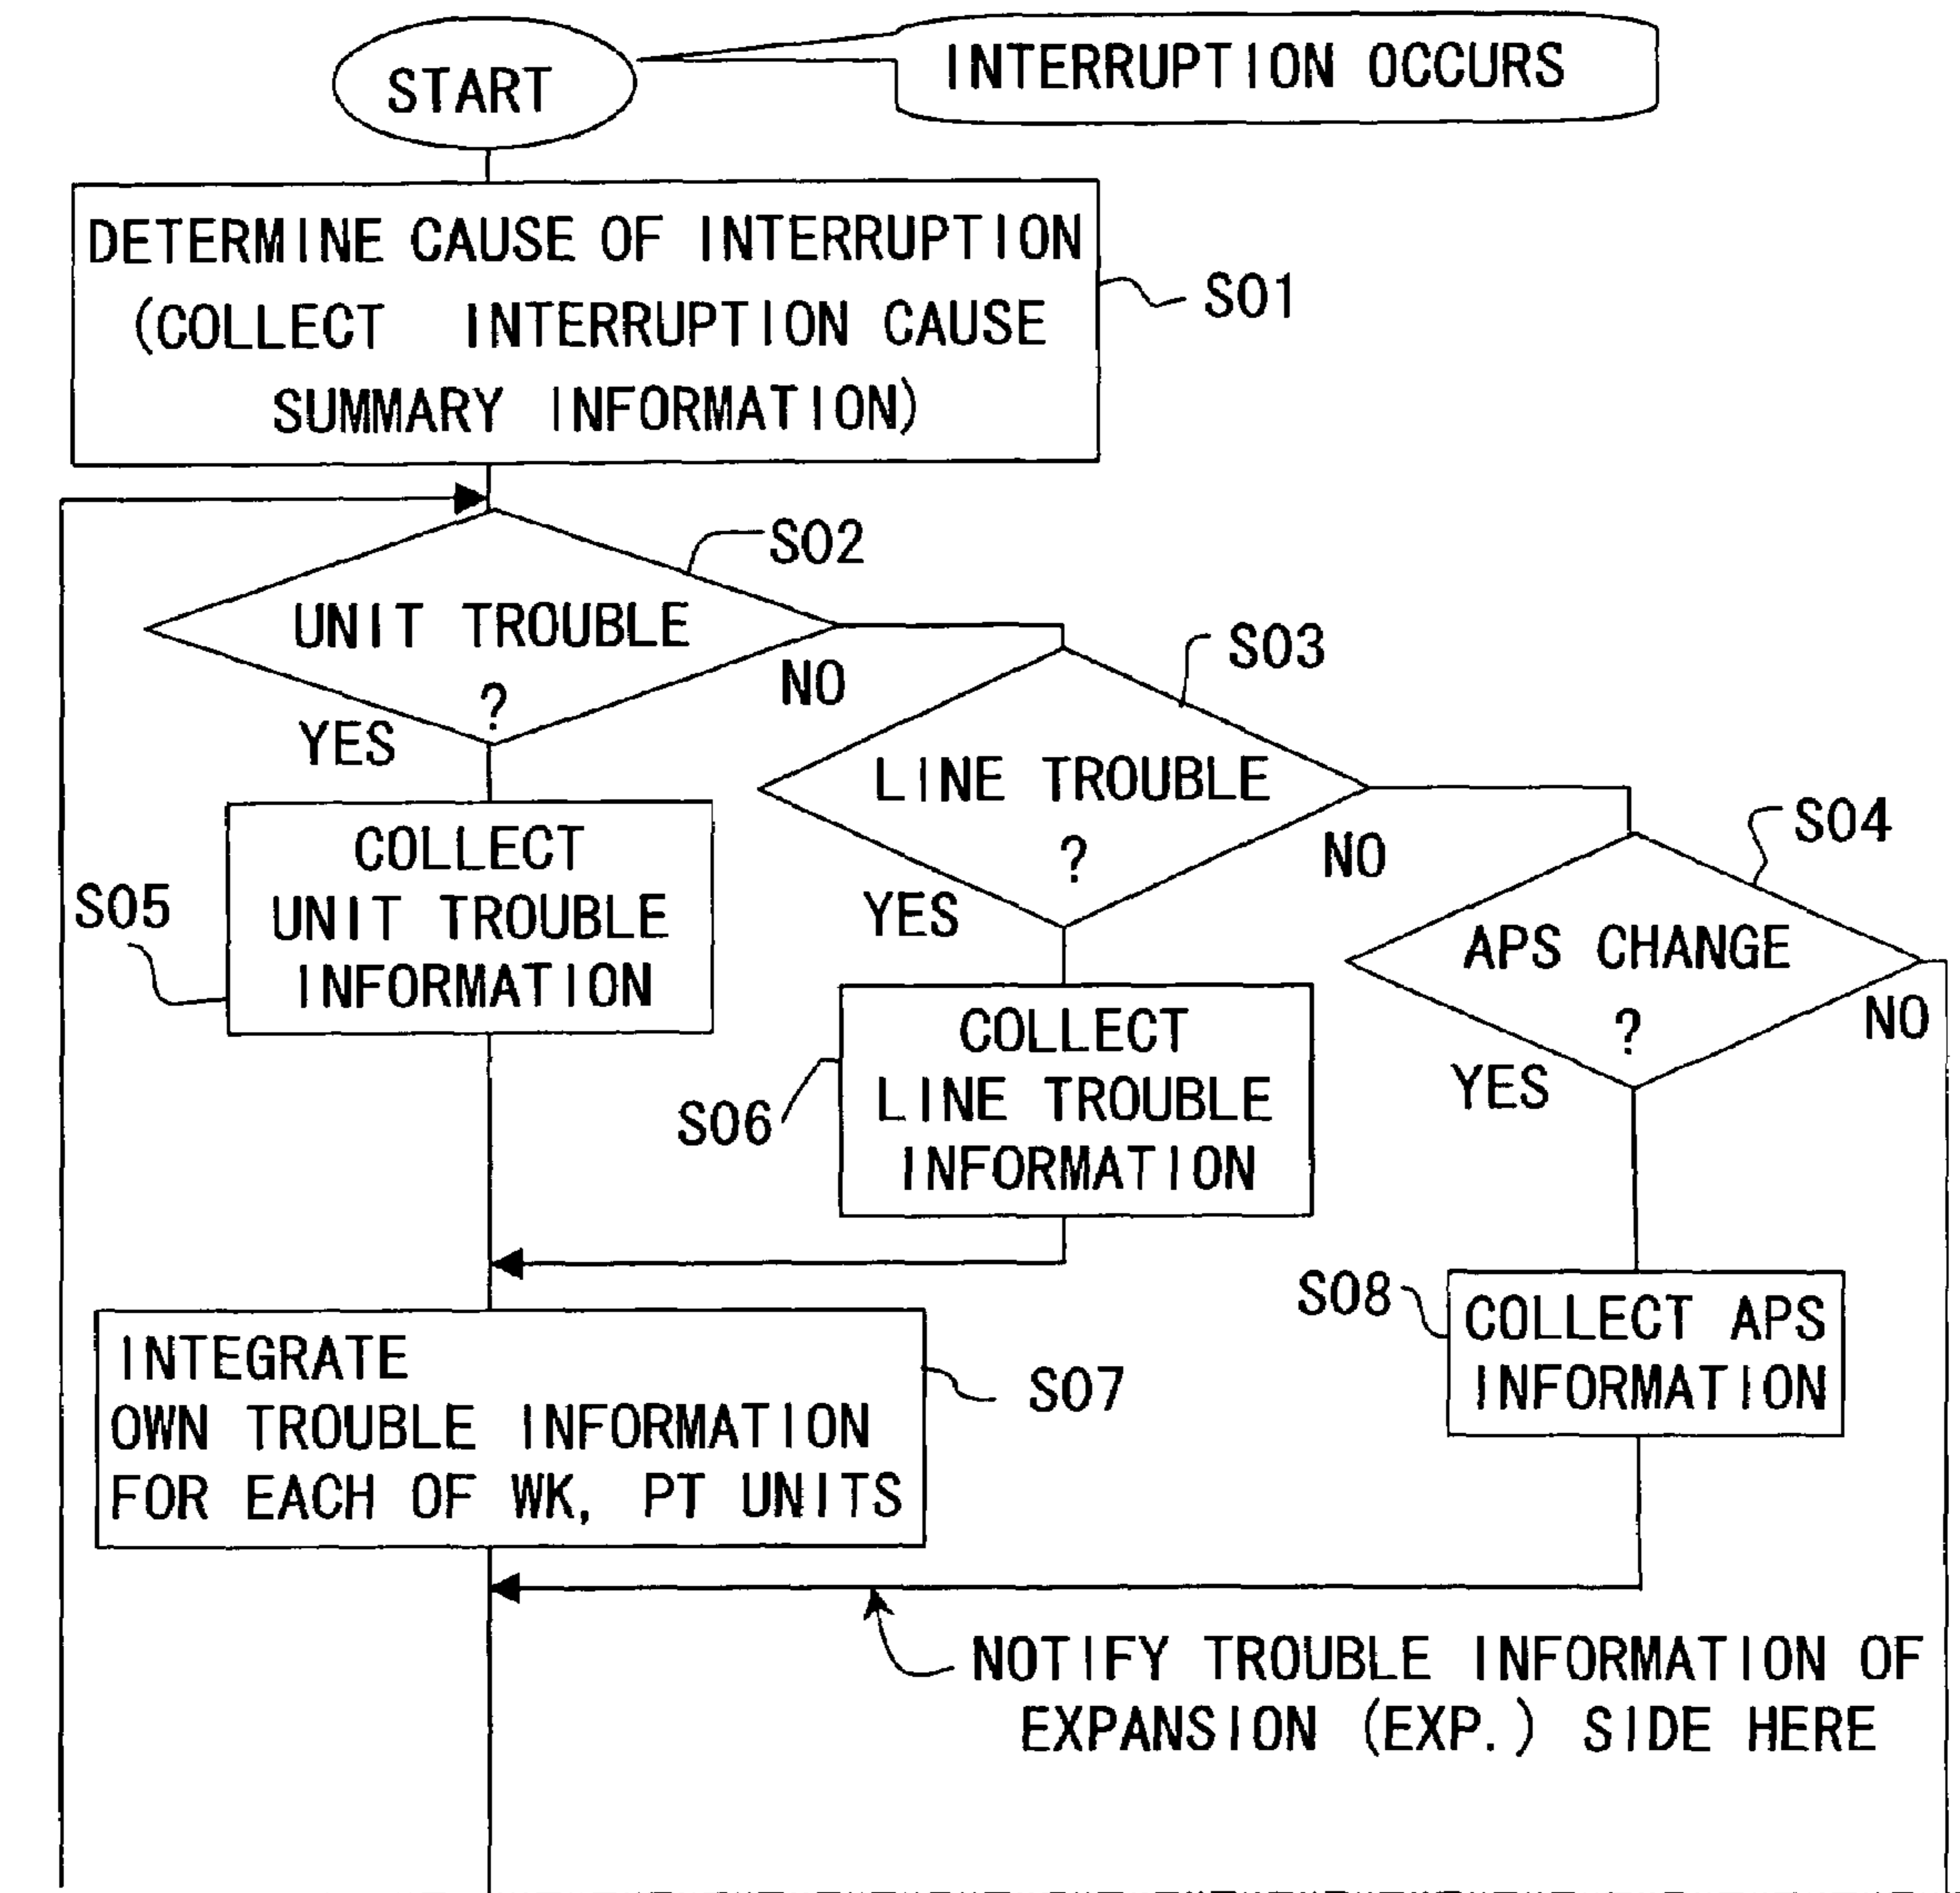 START
INTERRUPTION OCCURS
DETERMINE CAUSE OF INTERRUPTION
(COLLECT INTERRUPTION CAUSE
SUMMARY INFORMATION)
S01
S02
UNIT TROUBLE
?
NO
YES
S03
LINE TROUBLE
?
NO
YES
S04
APS CHANGE
?
NO
YES
COLLECT
UNIT TROUBLE
INFORMATION
S05
COLLECT
LINE TROUBLE
INFORMATION
S06
S08
COLLECT APS
INFORMATION
INTEGRATE
OWN TROUBLE INFORMATION
FOR EACH OF WK, PT UNITS
S07
NOTIFY TROUBLE INFORMATION OF
EXPANSION (EXP.) SIDE HERE